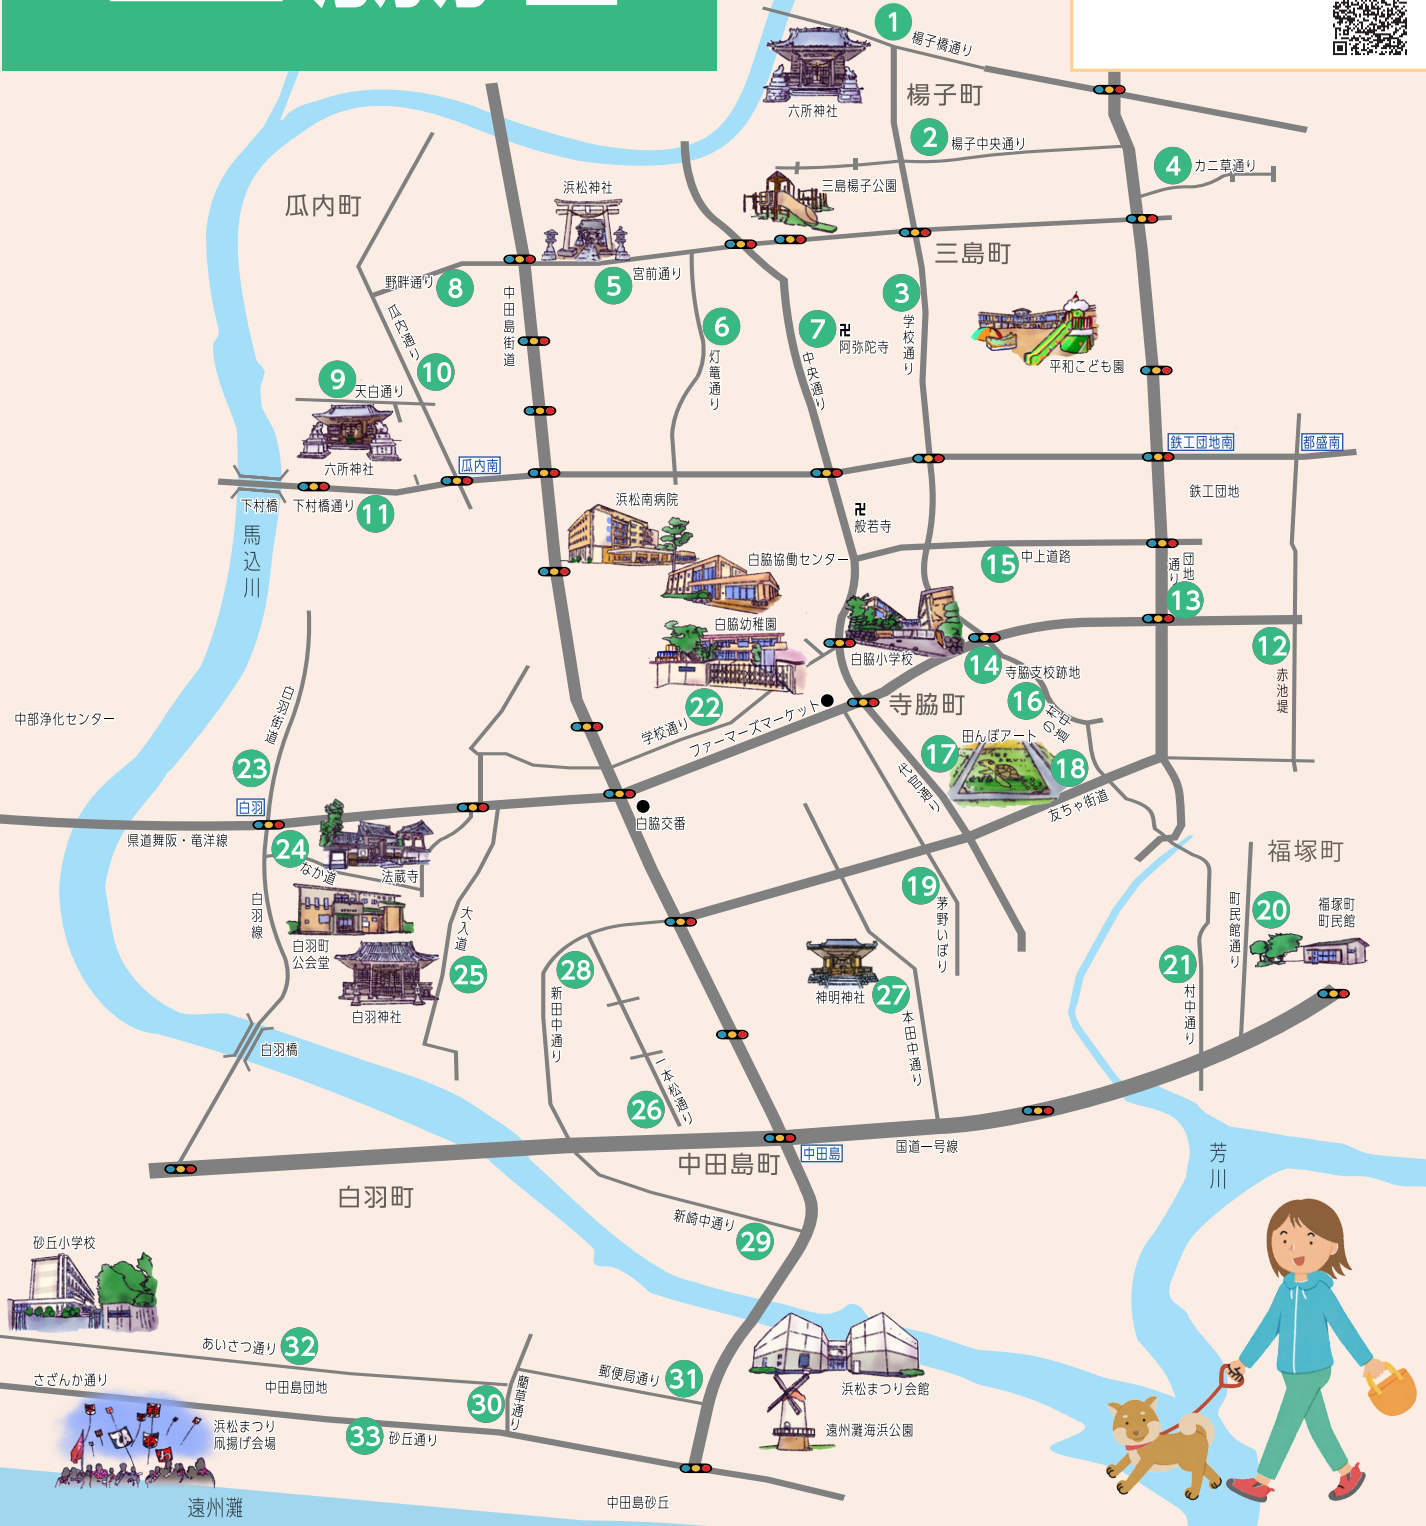 1
楊子橋通り
六所神社
楊子町
2
楊子中央通り
4
カニ草通り
三島楊子公園
瓜内町
浜松神社
三島町
野畔通り
8
5
宮前通り
中田島街道
瓜内通り
10
6
灯篭通り
7
卍
阿弥陀寺
中央通り
3
学校通り
平和こども園
9
天白通り
六所神社
瓜内南
鉄工団地南
都盛南
下村橋
下村橋通り
11
鉄工団地
馬込川
浜松南病院
卍
般若寺
白脇協働センター
15
中上道路
団地通り
13
白脇幼稚園
白脇小学校
14
寺脇支校跡地
12
赤池堤
中部浄化センター
白羽街道
22
学校通り
ファーマーズマーケット
寺脇町
16
村中の道
23
17
田んぼアート
18
代官通り
友ちゃ街道
白羽
県道舞阪・竜洋線
白脇交番
24
なか道
法蔵寺
福塚町
白羽線
白羽町
公会堂
大入道
25
19
茅野いぼり
町民館通り
20
福塚町
町民館
白羽神社
28
新田中通り
神明神社
27
本田中通り
21
村中通り
白羽橋
26
一本松通り
中田島町
中田島
国道一号線
芳川
白羽町
新崎中通り
29
砂丘小学校
あいさつ通り
32
さざんか通り
中田島団地
30
藺草通り
郵便局通り
31
浜松まつり会館
浜松まつり
凧揚げ会場
33
砂丘通り
遠州灘海浜公園
遠州灘
中田島砂丘